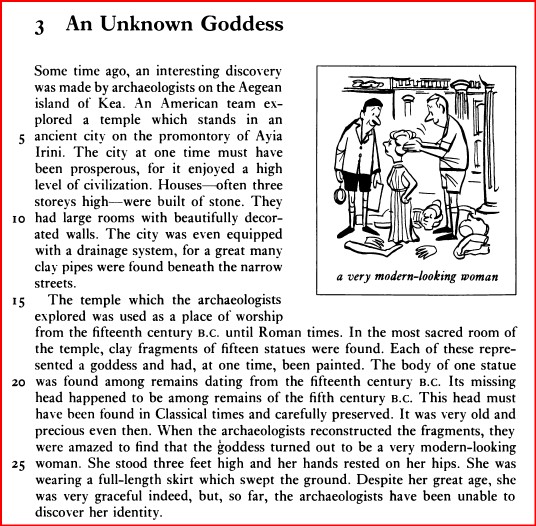 3 An Unknown Goddess
Some time ago, an interesting discovery
was made by archaeologists on the Aegean
island of Kea. An American team ex-
plored a temple which stands in an
5 ancient city on the promontory of Ayia
Irini. The city at one time must have
been prosperous, for it enjoyed a high
level of civilization. Houses—often three
storeys high—were built of stone. They
10 had large rooms with beautifully decor-
ated walls. The city was even equipped
with a drainage system, for a great many
clay pipes were found beneath the narrow
streets.
a very modern-looking woman
15 The temple which the archaeologists
explored was used as a place of worship
from the fifteenth century B.C. until Roman times. In the most sacred room of
the temple, clay fragments of fifteen statues were found. Each of these repre-
sented a goddess and had, at one time, been painted. The body of one statue
20 was found among remains dating from the fifteenth century B.C. Its missing
head happened to be among remains of the fifth century B.C. This head must
have been found in Classical times and carefully preserved. It was very old and
precious even then. When the archaeologists reconstructed the fragments, they
were amazed to find that the goddess turned out to be a very modern-looking
25 woman. She stood three feet high and her hands rested on her hips. She was
wearing a full-length skirt which swept the ground. Despite her great age, she
was very graceful indeed, but, so far, the archaeologists have been unable to
discover her identity.